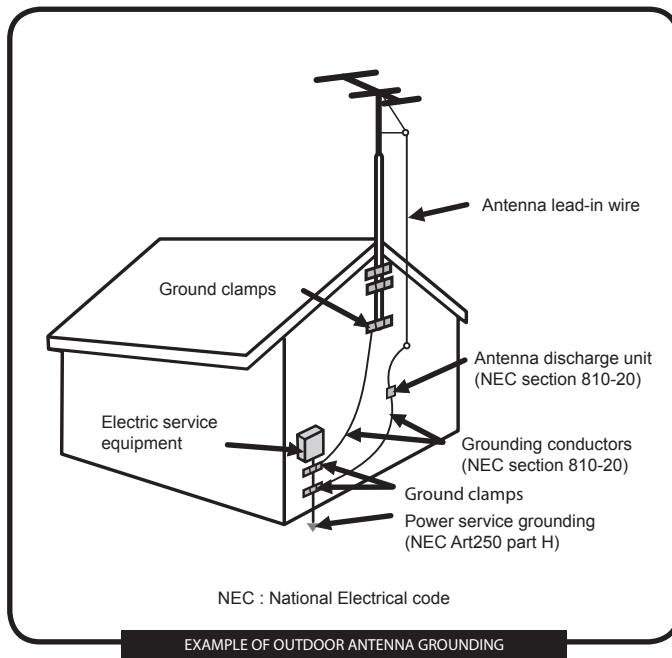 Antenna lead-in wire
Ground clamps
Antenna discharge unit
(NEC section 810-20)
Electric service
equipment
Grounding conductors
(NEC section 810-20)
Ground clamps
Power service grounding
(NEC Art250 part H)
NEC : National Electrical code
EXAMPLE OF OUTDOOR ANTENNA GROUNDING